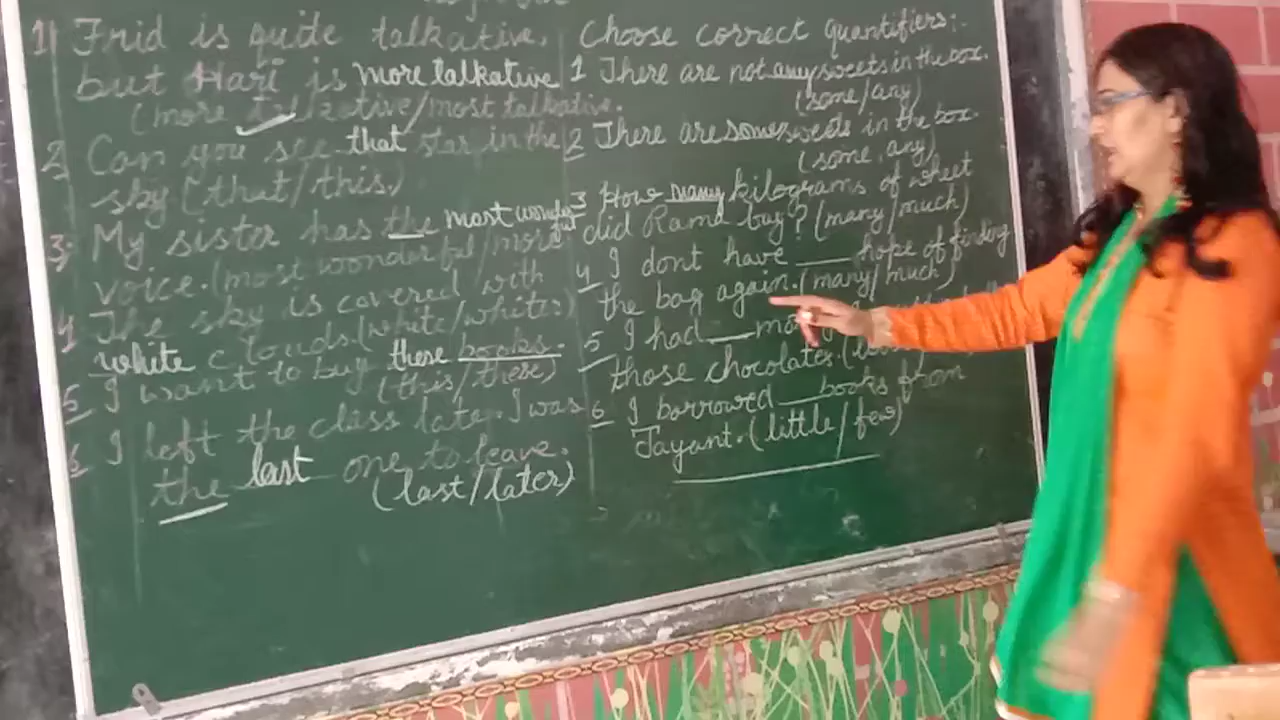 1) Frid is quite talkative.
but Hari is more talkative
(more talkative/most talkative.
2 Can you see that star in the
sky (that/this.)
3; My sister has the most
voice. (most wonderful/more
4 The sky is covered with
white clouds. (white/white:)
5 I want to buy these books.
(this/these)
6 I left the class late. I was
the last one to leave.
(last/later)
Choose correct quantifiers:-
1 There are not any sweets in the box.
(some/any)
2 There are some sweets in the box.
(some, any)
3 How many kilograms of wheet
did Rama buy? (many/much)
4 I dont have ___ hope of finding
the bag again. (many/much)
5 I had ___
those chocolates. (
6 I borrowed ___ books from
Jayant. (little/few)